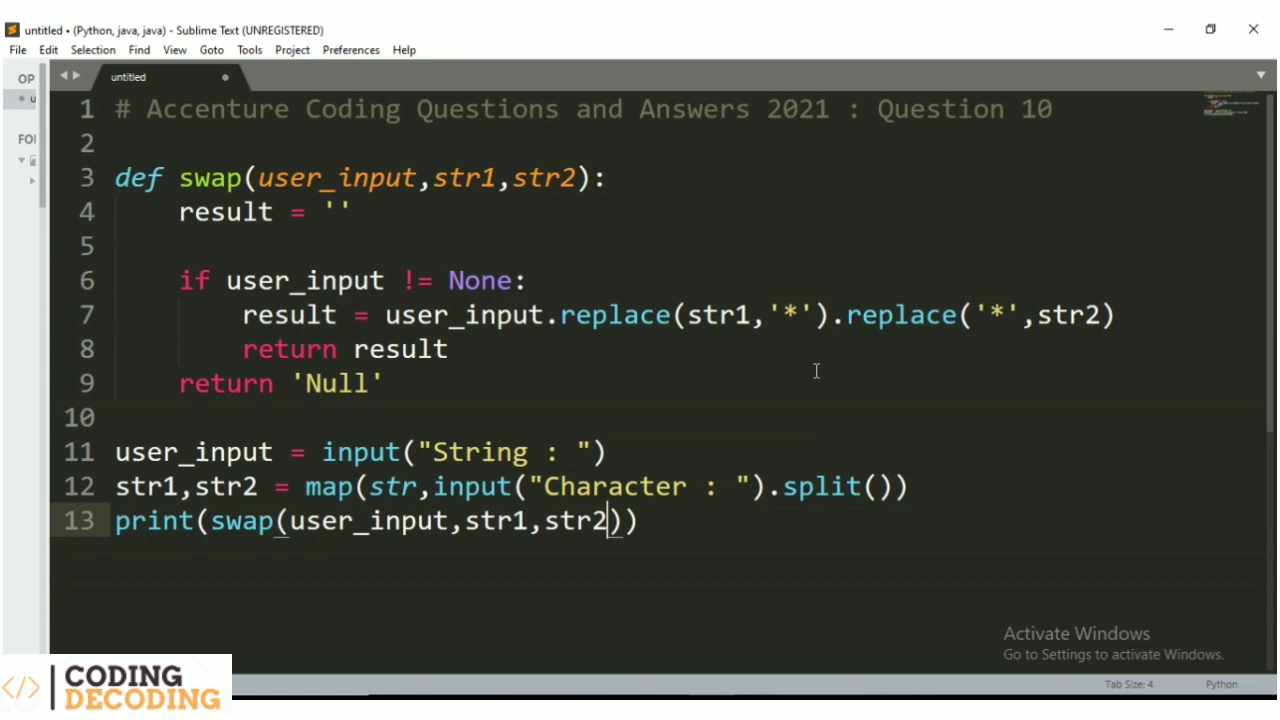 untitled • (Python, java, java) - Sublime Text (UNREGISTERED)
File Edit Selection Find View Goto Tools Project Preferences Help
OP
untitled
u
FOI
1 # Accenture Coding Questions and Answers 2021 : Question 10
2
3 def swap(user_input,str1,str2):
4 result = ''
5
6 if user_input != None:
7 result = user_input.replace(str1,'*').replace('*',str2)
8 return result
9 return 'Null'
10
11 user_input = input("String : ")
12 str1,str2 = map(str,input("Character : ").split())
13 print(swap(user_input,str1,str2))
Activate Windows
Go to Settings to activate Windows.
</> CODING
DECODING
Tab Size: 4 Python